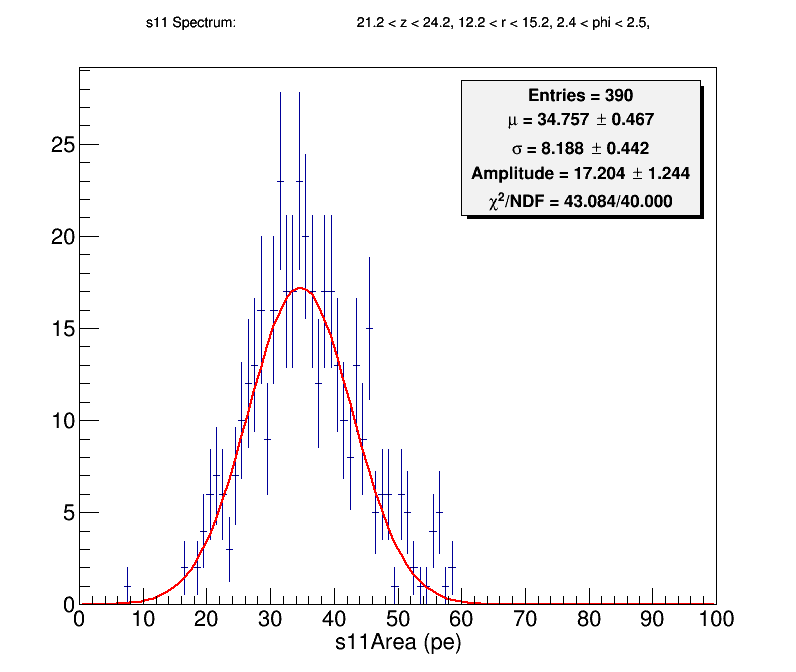 s11 Spectrum: 21.2 < z < 24.2, 12.2 < r < 15.2, 2.4 < phi < 2.5,
Entries = 390
μ = 34.757 ± 0.467
σ = 8.188 ± 0.442
Amplitude = 17.204 ± 1.244
χ²/NDF = 43.084/40.000
25
20
15
10
5
0
0 10 20 30 40 50 60 70 80 90 100
s11Area (pe)